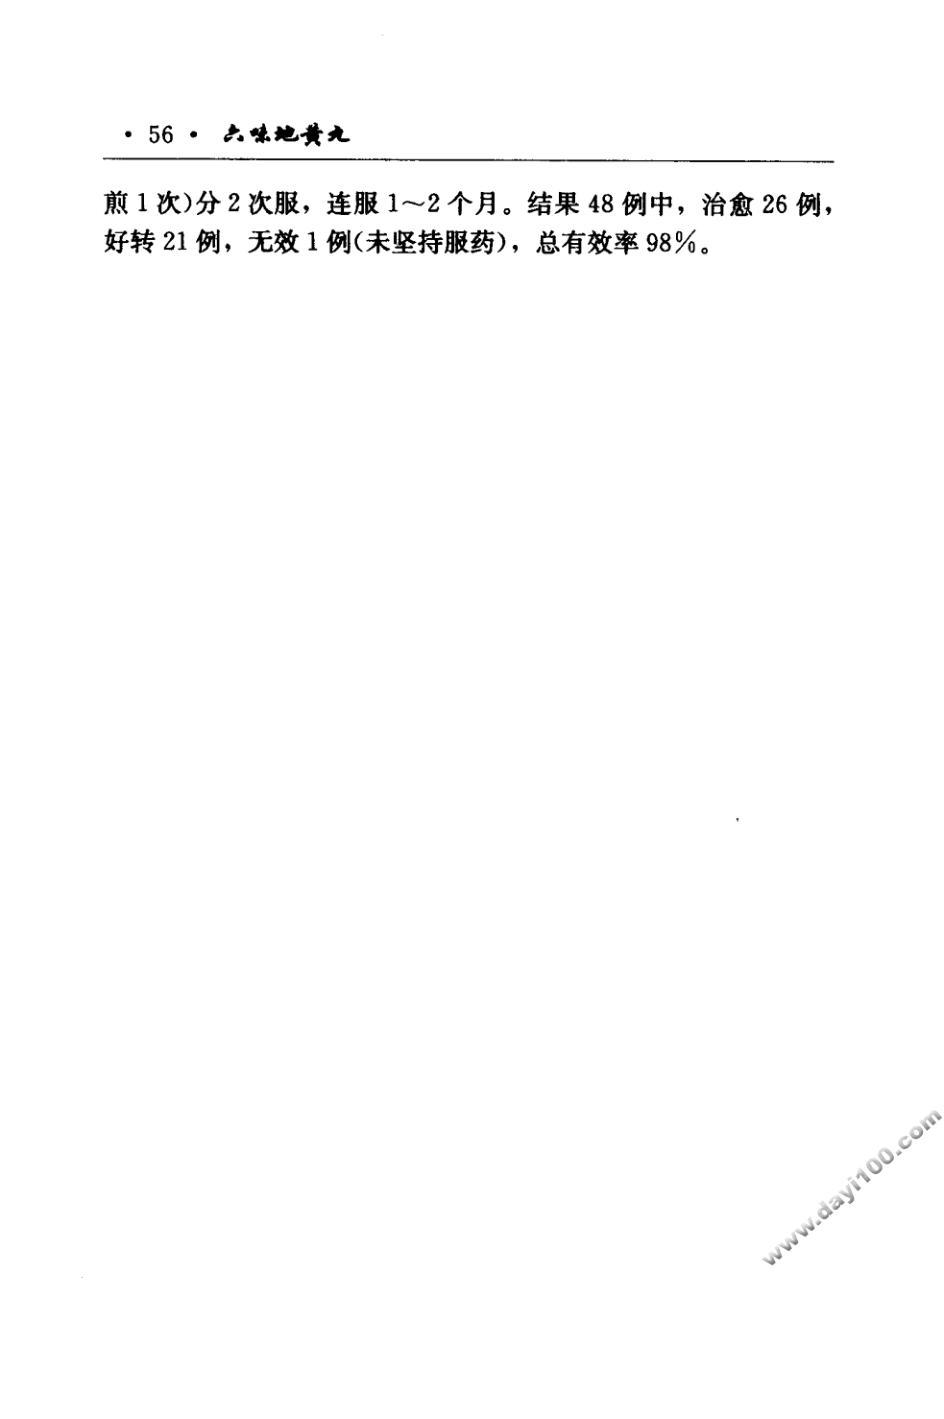 · 56 · 六味地黄丸
煎 1 次)分 2 次服，连服 1～2 个月。结果 48 例中，治愈 26 例，
好转 21 例，无效 1 例(未坚持服药)，总有效率 98%。
www.dayi100.com